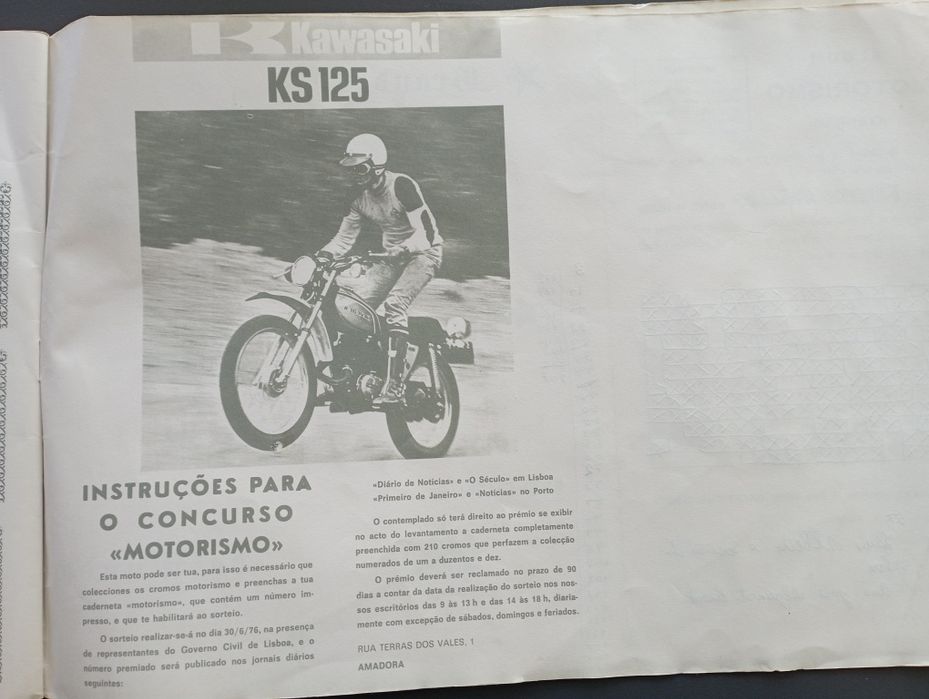 Kawasaki
KS 125
INSTRUÇÕES PARA
O CONCURSO
«MOTORISMO»
Esta moto pode ser tua, para isso é necessário que
colecciones os cromos motorismo e preenchas a tua
caderneta «motorismo», que contém um número im-
presso, e que te habilitará ao sorteio.
O sorteio realizar-se-á no dia 30/6/76, na presença
de representantes do Governo Civil de Lisboa, e o
número premiado será publicado nos jornais diários
seguintes:
«Diário de Noticias» e «O Século» em Lisboa
«Primeiro de Janeiro» e «Noticias» no Porto
O contemplado só terá direito ao prémio se exibir
no acto do levantamento a caderneta completamente
preenchida com 210 cromos que perfazem a colecção
numerados de um a duzentos e dez.
O prémio deverá ser reclamado no prazo de 90
dias a contar da data da realização do sorteio nos nos-
sos escritórios das 9 às 13 h e das 14 às 18 h, diaria-
mente com excepção de sábados, domingos e feriados.
RUA TERRAS DOS VALES, 1
AMADORA